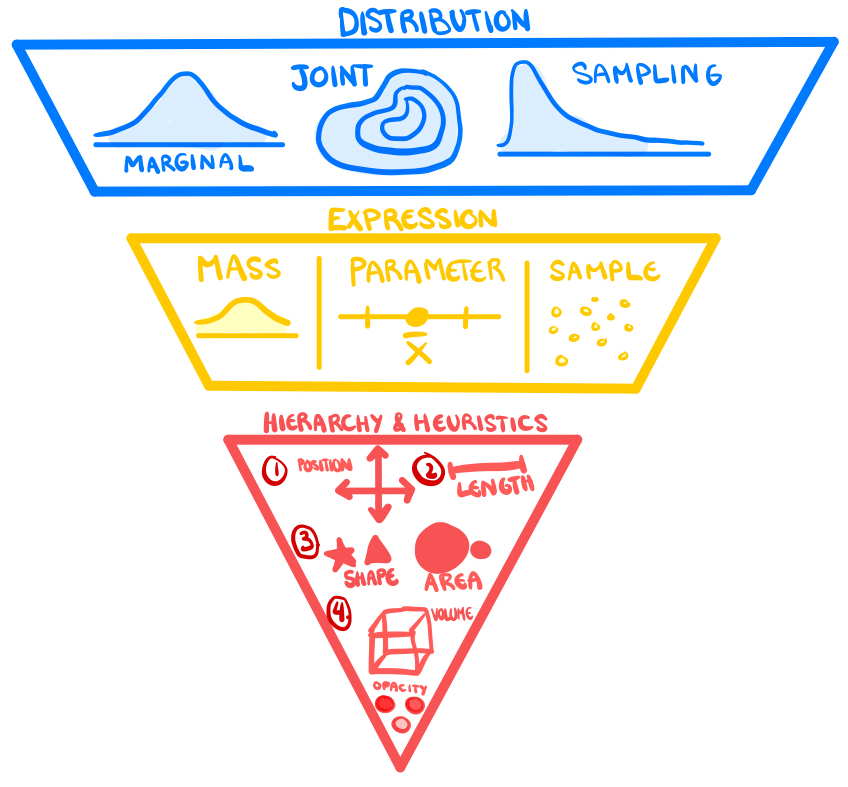 DISTRIBUTION
JOINT
SAMPLING
MARGINAL
EXPRESSION
MASS
PARAMETER
SAMPLE
X̄
HIERARCHY & HEURISTICS
1 POSITION
2 LENGTH
3 SHAPE AREA
4. VOLUME
OPACITY